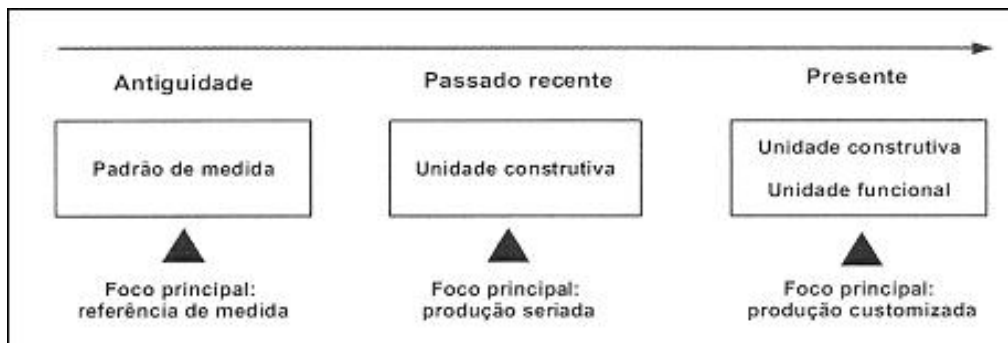 Antiguidade
Passado recente
Presente
Padrão de medida
Unidade construtiva
Unidade construtiva
Unidade funcional
Foco principal:
referência de medida
Foco principal:
produção seriada
Foco principal:
produção customizada